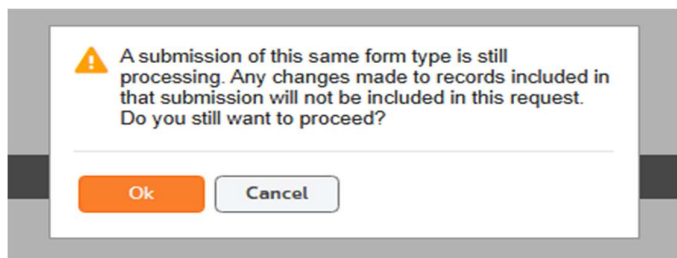 A submission of this same form type is still
processing. Any changes made to records included in
that submission will not be included in this request.
Do you still want to proceed?
Ok
Cancel